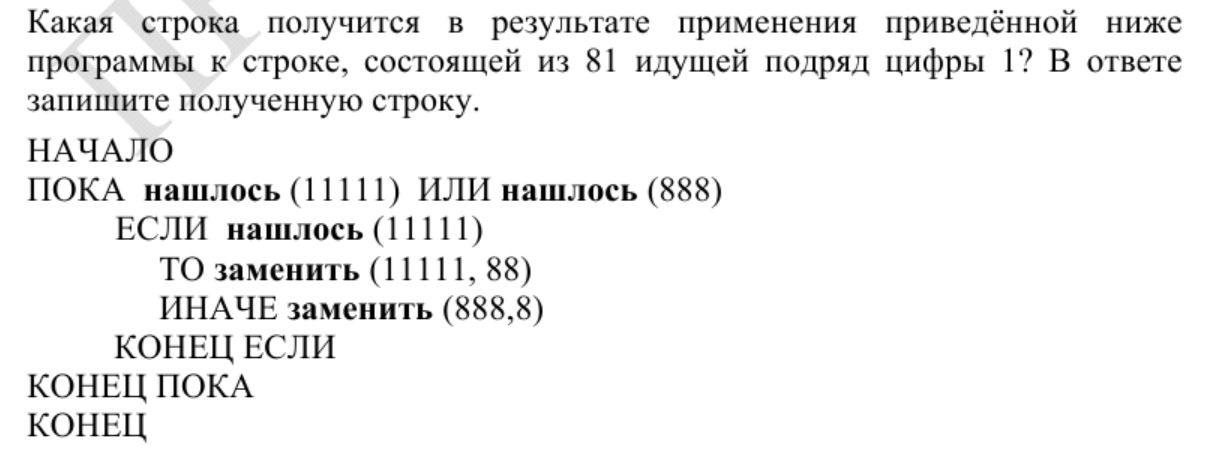 Какая строка получится в результате применения приведённой ниже
программы к строке, состоящей из 81 идущей подряд цифры 1? В ответе
запишите полученную строку.
НАЧАЛО
ПОКА нашлось (11111) ИЛИ нашлось (888)
ЕСЛИ нашлось (11111)
ТО заменить (11111, 88)
ИНАЧЕ заменить (888,8)
КОНЕЦ ЕСЛИ
КОНЕЦ ПОКА
КОНЕЦ